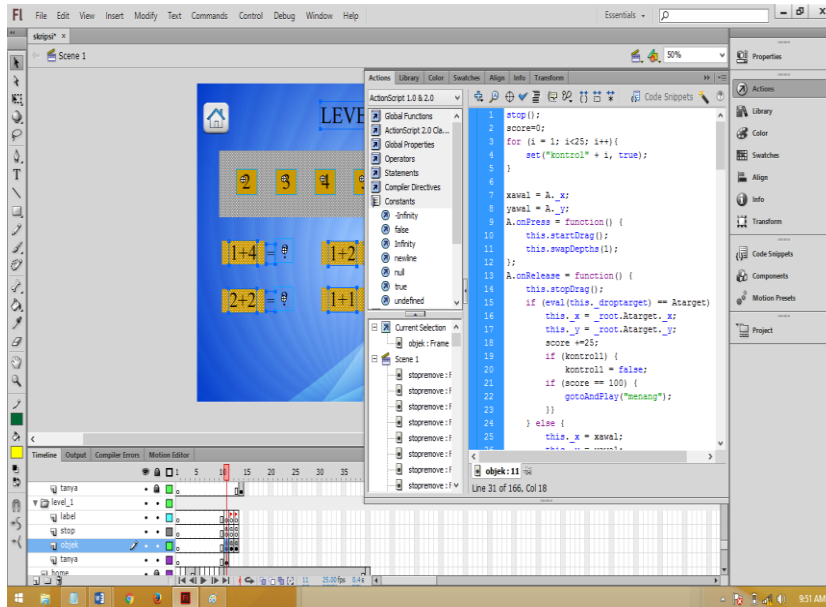 Fl File Edit View Insert Modify Text Commands Control Debug Window Help Essentials
skripsi* ×
Scene 1 50%
LEVE
2 3 4
1+4 = ? 1+2
2+2 = ? 1+1
Actions Library Color Swatches Align Info Transform
ActionScript 1.0 & 2.0
Code Snippets
Global Functions
ActionScript 2.0 Cla...
Global Properties
Operators
Statements
Compiler Directives
Constants
-Infinity
false
Infinity
newline
null
true
undefined
Current Selection
objek : Frame
Scene 1
stopremove : F
stopremove : F
stopremove : F
stopremove : F
stopremove : F
stopremove : F
stopremove : F
1 stop();
2 score=0;
3 for (i = 1; i<25; i++){
4 set("kontrol" + i, true);
5 }
6
7 xawal = A._x;
8 yawal = A._y;
9 A.onPress = function() {
10 this.startDrag();
11 this.swapDepths(1);
12 };
13 A.onRelease = function() {
14 this.stopDrag();
15 if (eval(this._droptarget) == Atarget)
16 this._x = _root.Atarget._x;
17 this._y = _root.Atarget._y;
18 score +=25;
19 if (kontrol1) {
20 kontrol1 = false;
21 if (score == 100) {
22 gotoAndPlay("menang");
23 }}
24 } else {
25 this._x = xawal;
objek : 11
Line 31 of 166, Col 18
Properties
Actions
Library
Color
Swatches
Align
Info
Transform
Code Snippets
Components
Motion Presets
Project
Timeline Output Compiler Errors Motion Editor
1 5 10 15 20 25 30 35
tanya
level_1
label
stop
objek
tanya
home
11 25.00 fps 0.4 s
9:51 AM